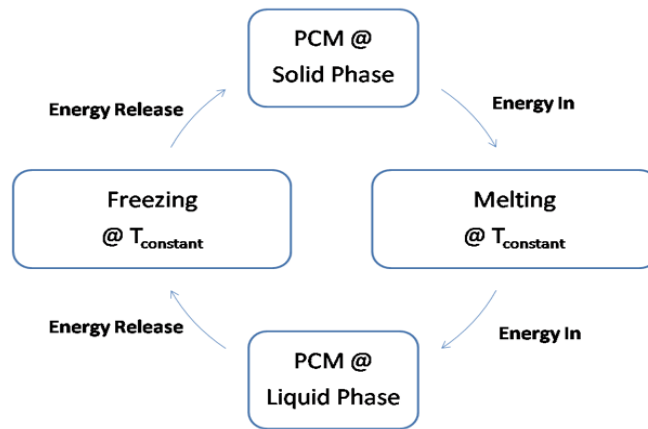 PCM @
Solid Phase
Energy Release
Energy In
Freezing
@ Tconstant
Melting
@ Tconstant
Energy Release
Energy In
PCM @
Liquid Phase